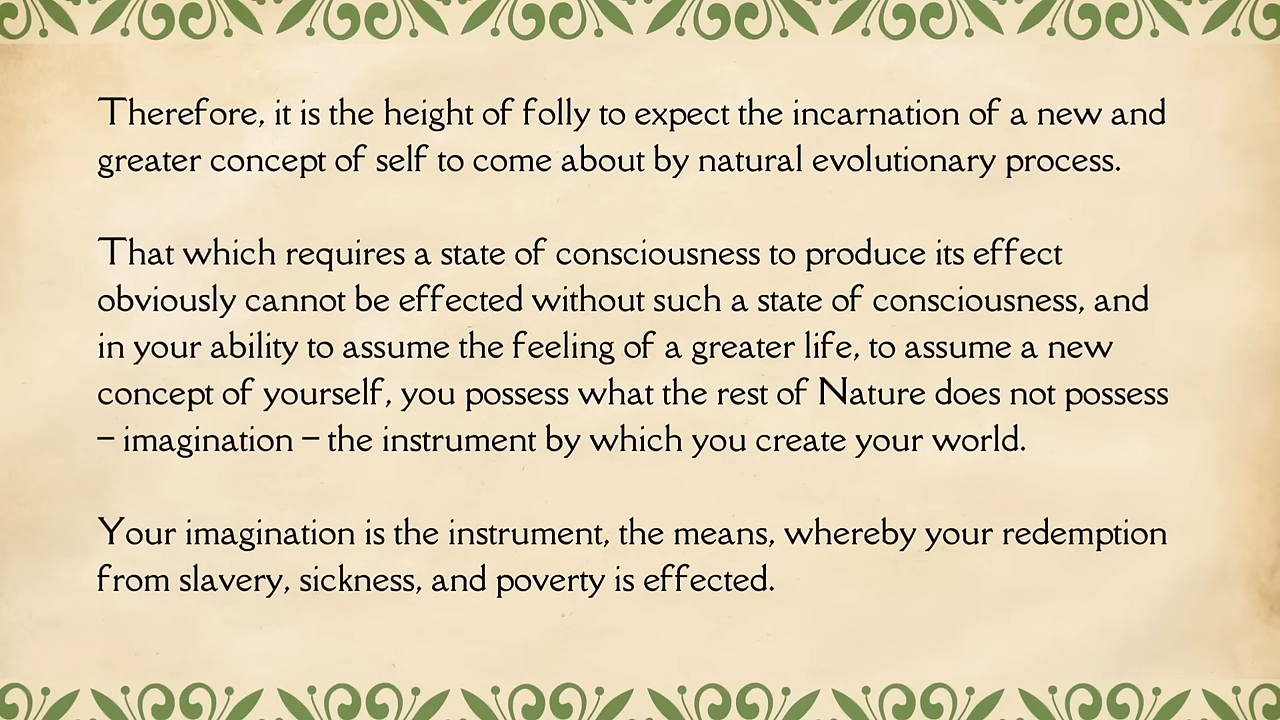 Therefore, it is the height of folly to expect the incarnation of a new and
greater concept of self to come about by natural evolutionary process.
That which requires a state of consciousness to produce its effect
obviously cannot be effected without such a state of consciousness, and
in your ability to assume the feeling of a greater life, to assume a new
concept of yourself, you possess what the rest of Nature does not possess
– imagination – the instrument by which you create your world.
Your imagination is the instrument, the means, whereby your redemption
from slavery, sickness, and poverty is effected.